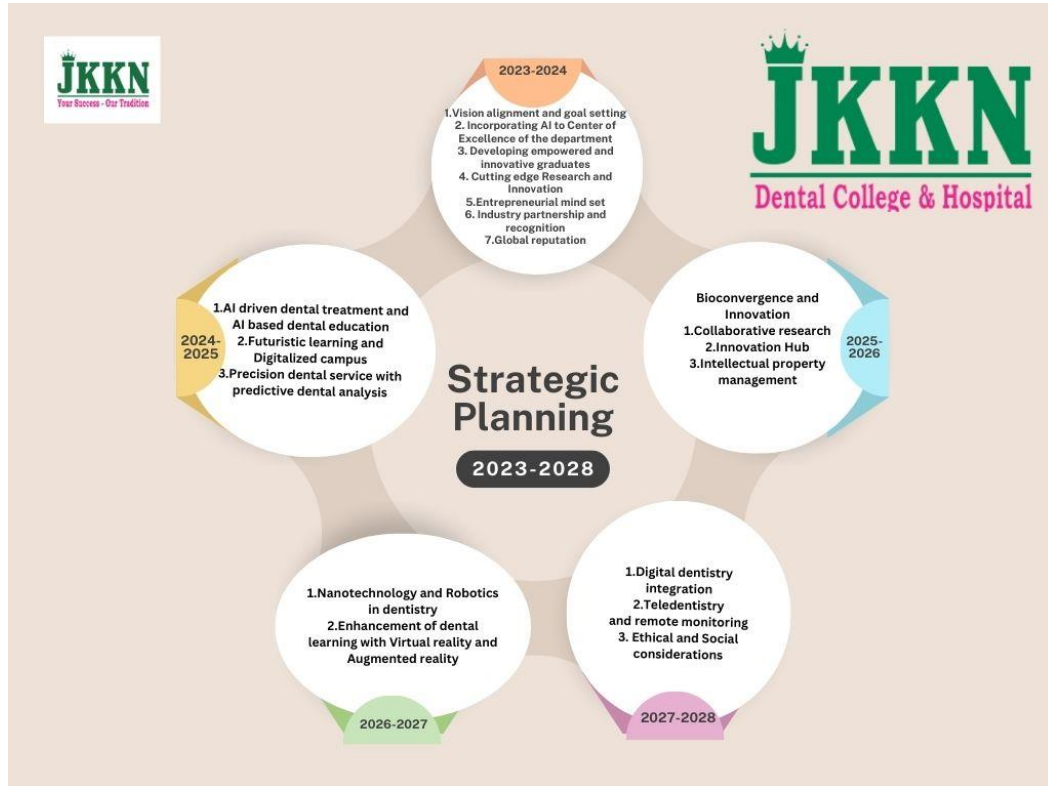 JKKN
Your Success - Our Tradition
JKKN
Dental College & Hospital
2023-2024
1.Vision alignment and goal setting
2. Incorporating AI to Center of
Excellence of the department
3. Developing empowered and
innovative graduates
4. Cutting edge Research and
Innovation
5.Entrepreneurial mind set
6. Industry partnership and
recognition
7.Global reputation
2024-
2025
1.AI driven dental treatment and
AI based dental education
2.Futuristic learning and
Digitalized campus
3.Precision dental service with
predictive dental analysis
Strategic
Planning
2023-2028
Bioconvergence and
Innovation
1.Collaborative research
2.Innovation Hub
3.Intellectual property
management
2025-
2026
1.Nanotechnology and Robotics
in dentistry
2.Enhancement of dental
learning with Virtual reality and
Augmented reality
2026-2027
1.Digital dentistry
integration
2.Teledentistry
and remote monitoring
3. Ethical and Social
considerations
2027-2028